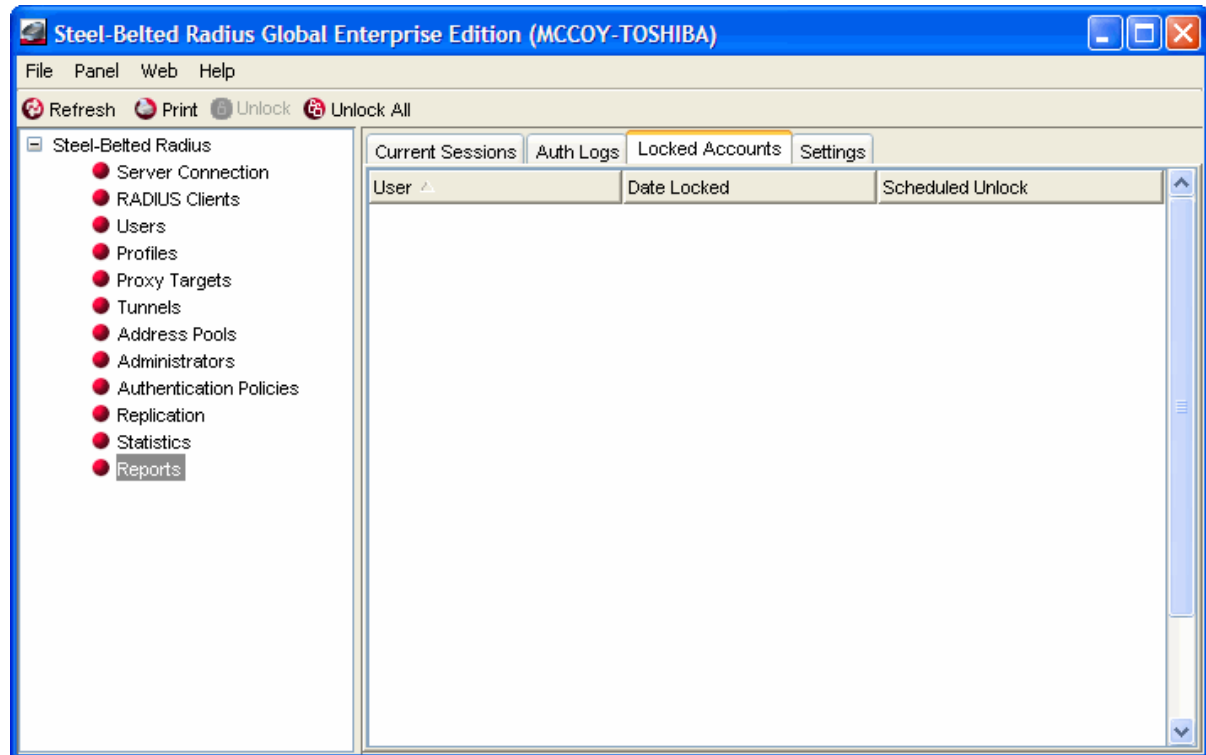 Steel-Belted Radius Global Enterprise Edition (MCCOY-TOSHIBA)
File Panel Web Help
Refresh Print Unlock Unlock All
Steel-Belted Radius
Server Connection
RADIUS Clients
Users
Profiles
Proxy Targets
Tunnels
Address Pools
Administrators
Authentication Policies
Replication
Statistics
Reports
Current Sessions Auth Logs Locked Accounts Settings
User Date Locked Scheduled Unlock